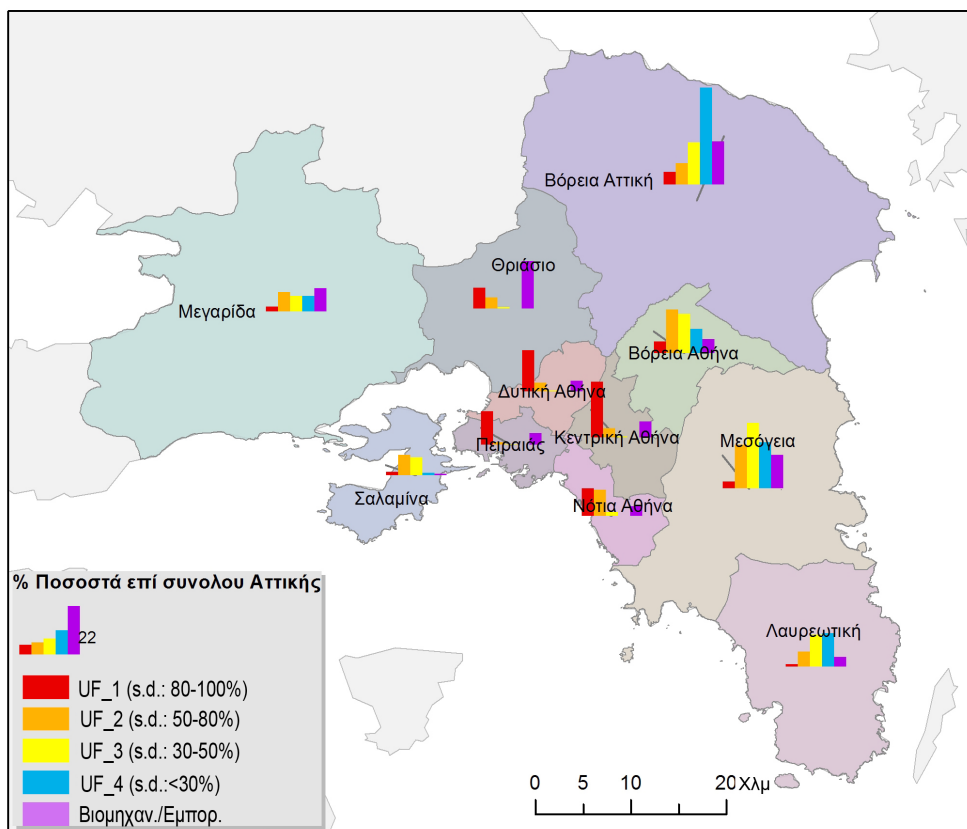 Βόρεια Αττική
Θριάσιο
Μεγαρίδα
Βόρεια Αθήνα
Δυτική Αθήνα
Πειραιάς
Κεντρική Αθήνα
Μεσόγεια
Σαλαμίνα
Νότια Αθήνα
Λαυρεωτική
% Ποσοστά επί συνολου Αττικής
22
UF_1 (s.d.: 80-100%)
UF_2 (s.d.: 50-80%)
UF_3 (s.d.: 30-50%)
UF_4 (s.d.:<30%)
Βιομηχαν./Εμπορ.
0 5 10 20 Χλμ